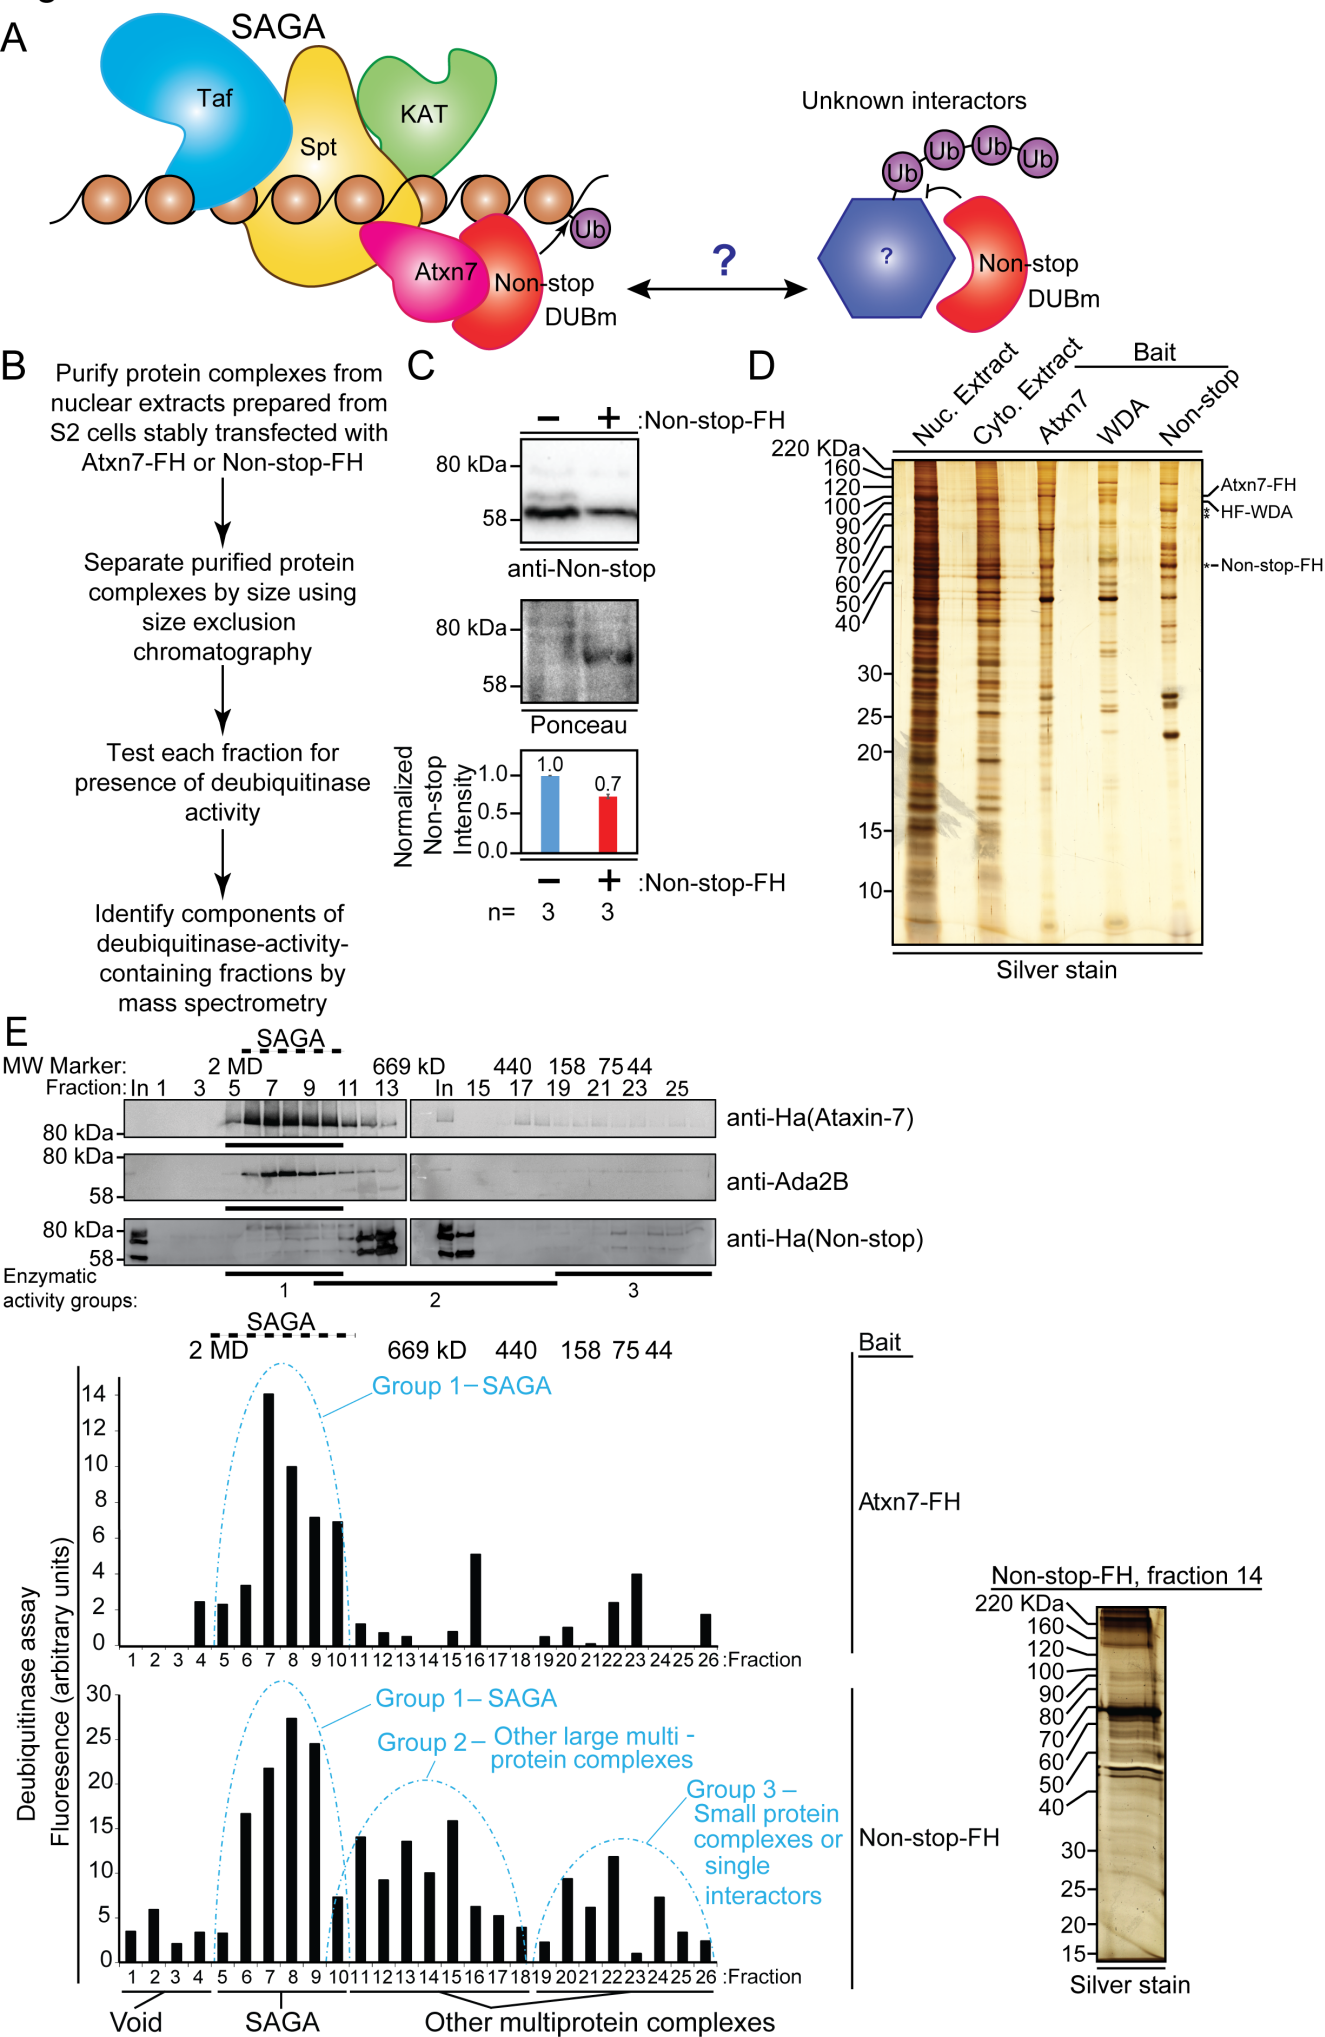 A
SAGA
Taf
Spt
KAT
Atxn7
Non-stop
DUBm
Ub
?
Unknown interactors
Ub
Ub
Ub
Ub
?
Non-stop
DUBm
B
Purify protein complexes from
nuclear extracts prepared from
S2 cells stably transfected with
Atxn7-FH or Non-stop-FH
Separate purified protein
complexes by size using
size exclusion
chromatography
Test each fraction for
presence of deubiquitinase
activity
Identify components of
deubiquitinase-activity-
containing fractions by
mass spectrometry
C
− + :Non-stop-FH
80 kDa
58
anti-Non-stop
80 kDa
58
Ponceau
Normalized
Non-stop
Intensity
1.0
0.5
0.0
1.0
0.7
− + :Non-stop-FH
n= 3 3
D
Bait
Nuc. Extract
Cyto. Extract
Atxn7
WDA
Non-stop
220 KDa
160
120
100
90
80
70
60
50
40
30
25
20
15
10
Atxn7-FH
*HF-WDA
*
*-Non-stop-FH
Silver stain
E
SAGA
MW Marker: 2 MD 669 kD 440 158 75 44
Fraction: In 1 3 5 7 9 11 13 In 15 17 19 21 23 25
80 kDa
anti-Ha(Ataxin-7)
80 kDa
58
anti-Ada2B
80 kDa
58
anti-Ha(Non-stop)
Enzymatic
activity groups:
1
2
3
SAGA
2 MD 669 kD 440 158 75 44
Bait
Deubiquitinase assay
Fluoresence (arbitrary units)
14
12
10
8
6
4
2
0
Group 1–SAGA
1 2 3 4 5 6 7 8 9 10 11 12 13 14 15 16 17 18 19 20 21 22 23 24 25 26 :Fraction
Atxn7-FH
30
25
20
15
10
5
0
Group 1– SAGA
Group 2– Other large multi -
protein complexes
Group 3 –
Small protein
complexes or
single
interactors
1 2 3 4 5 6 7 8 9 10 11 12 13 14 15 16 17 18 19 20 21 22 23 24 25 26 :Fraction
Non-stop-FH
Void
SAGA
Other multiprotein complexes
Non-stop-FH, fraction 14
220 KDa
160
120
100
90
80
70
60
50
40
30
25
20
15
Silver stain